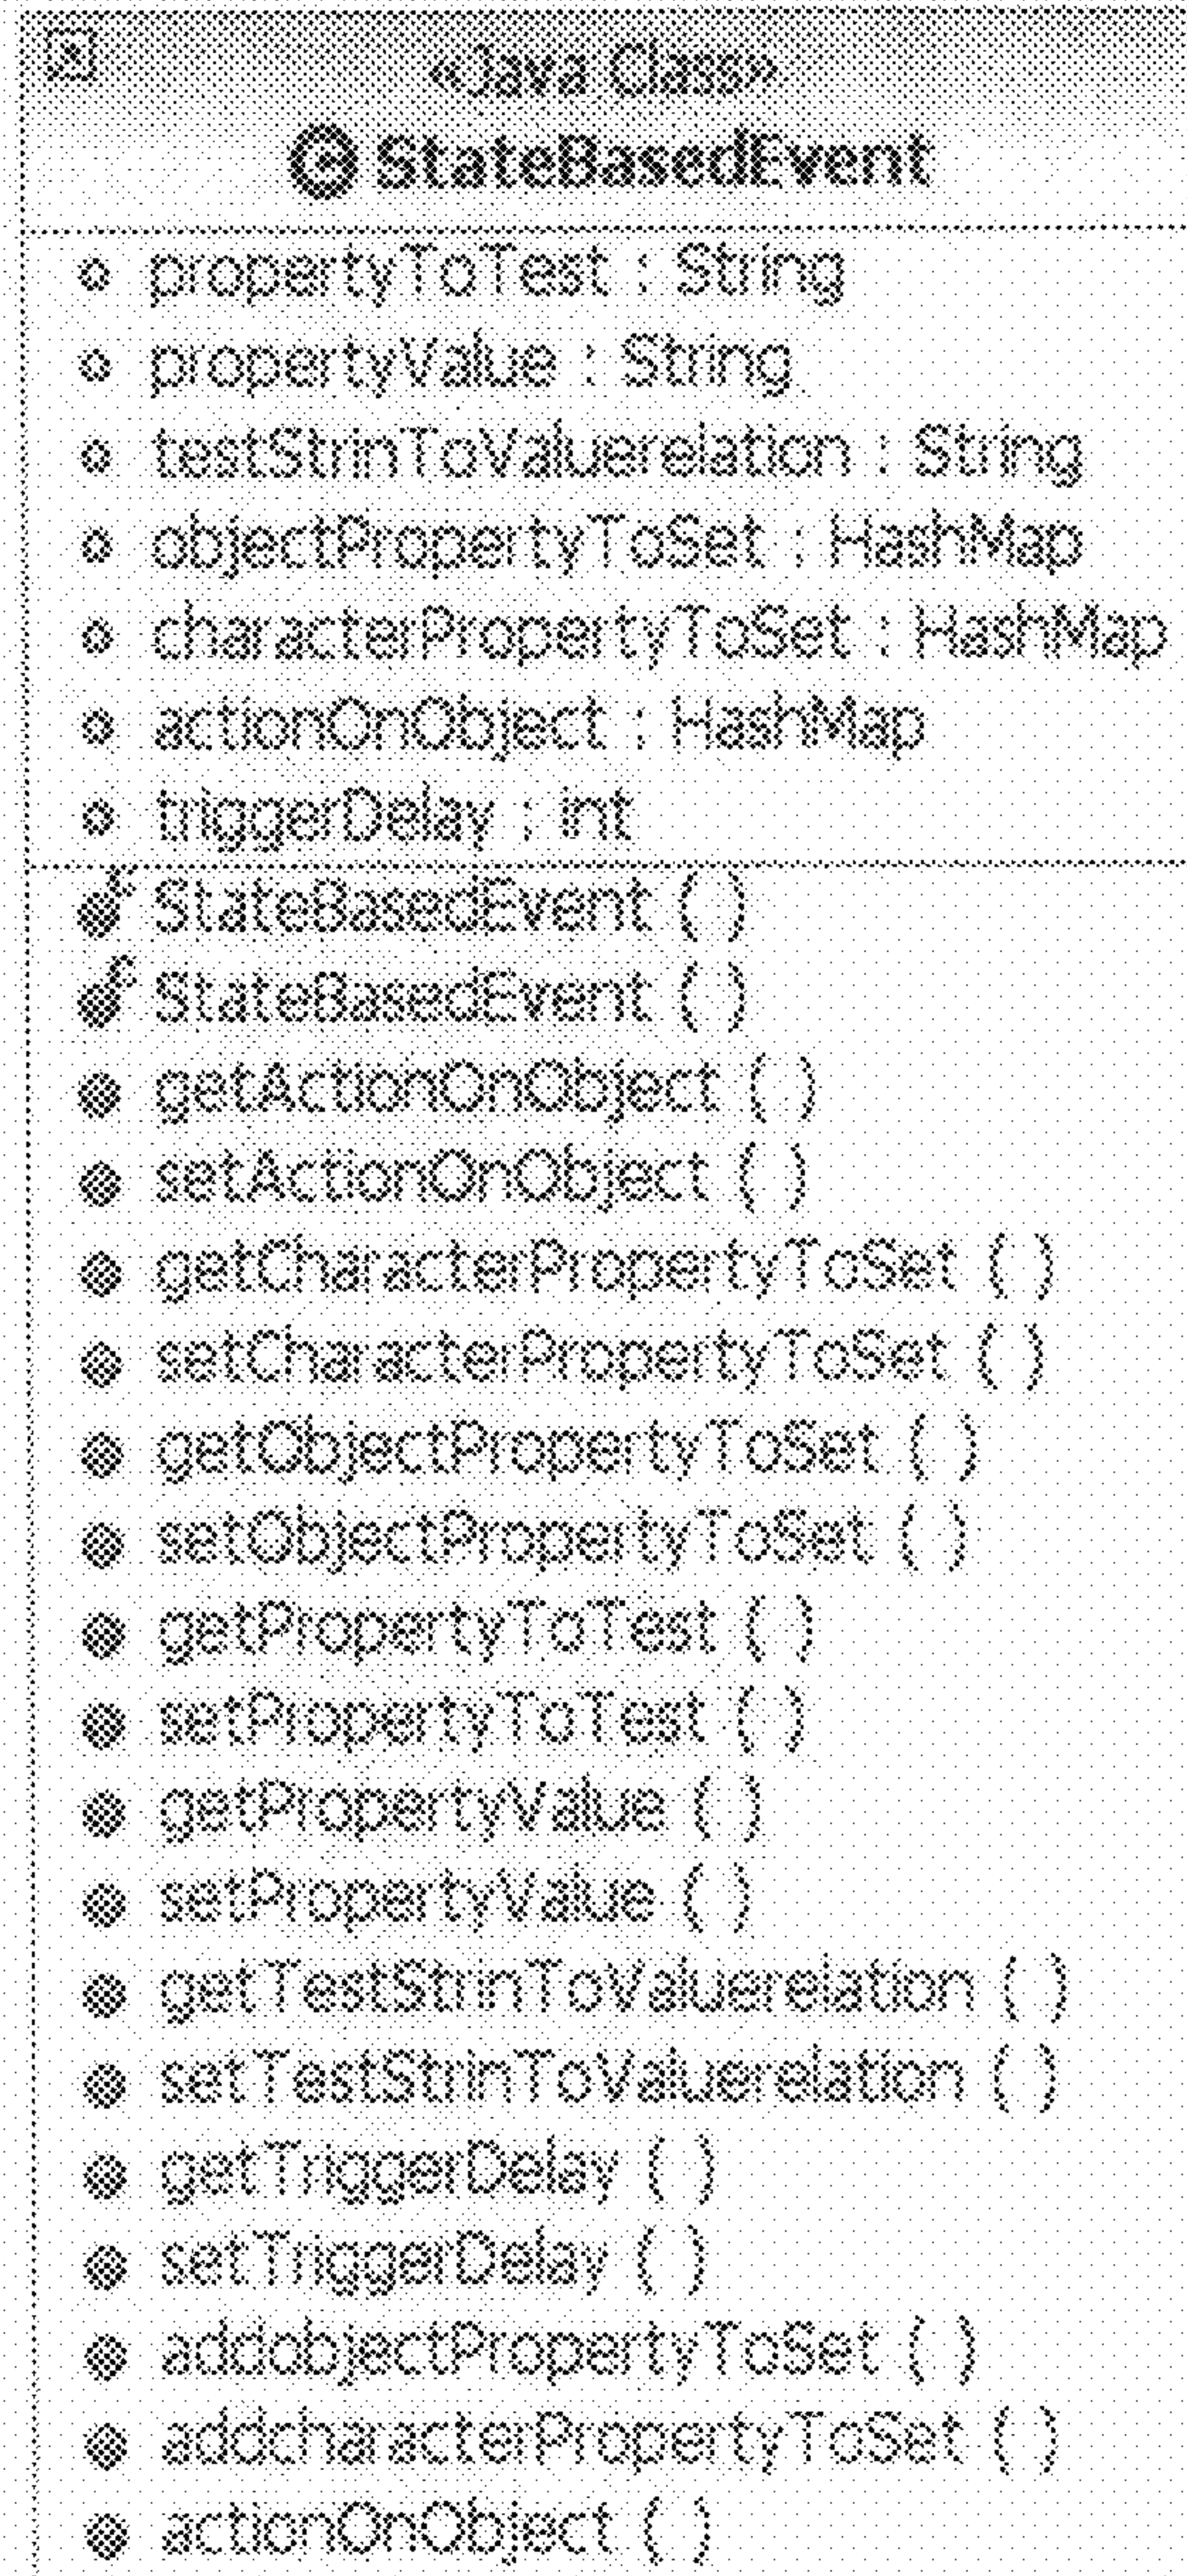 «Java Class»
StateBasedEvent
propertyToTest : String
propertyValue : String
testStrinToValuerelation : String
objectPropertyToSet : HashMap
characterPropertyToSet : HashMap
actionOnObject : HashMap
triggerDelay : int
StateBasedEvent ( )
StateBasedEvent ( )
getActionOnObject ( )
setActionOnObject ( )
getCharacterPropertyToSet ( )
setCharacterPropertyToSet ( )
getObjectPropertyToSet ( )
setObjectPropertyToSet ( )
getPropertyToTest ( )
setPropertyToTest ( )
getPropertyValue ( )
setPropertyValue ( )
getTestStrinToValuerelation ( )
setTestStrinToValuerelation ( )
getTriggerDelay ( )
setTriggerDelay ( )
addobjectPropertyToSet ( )
addcharacterPropertyToSet ( )
actionOnObject ( )